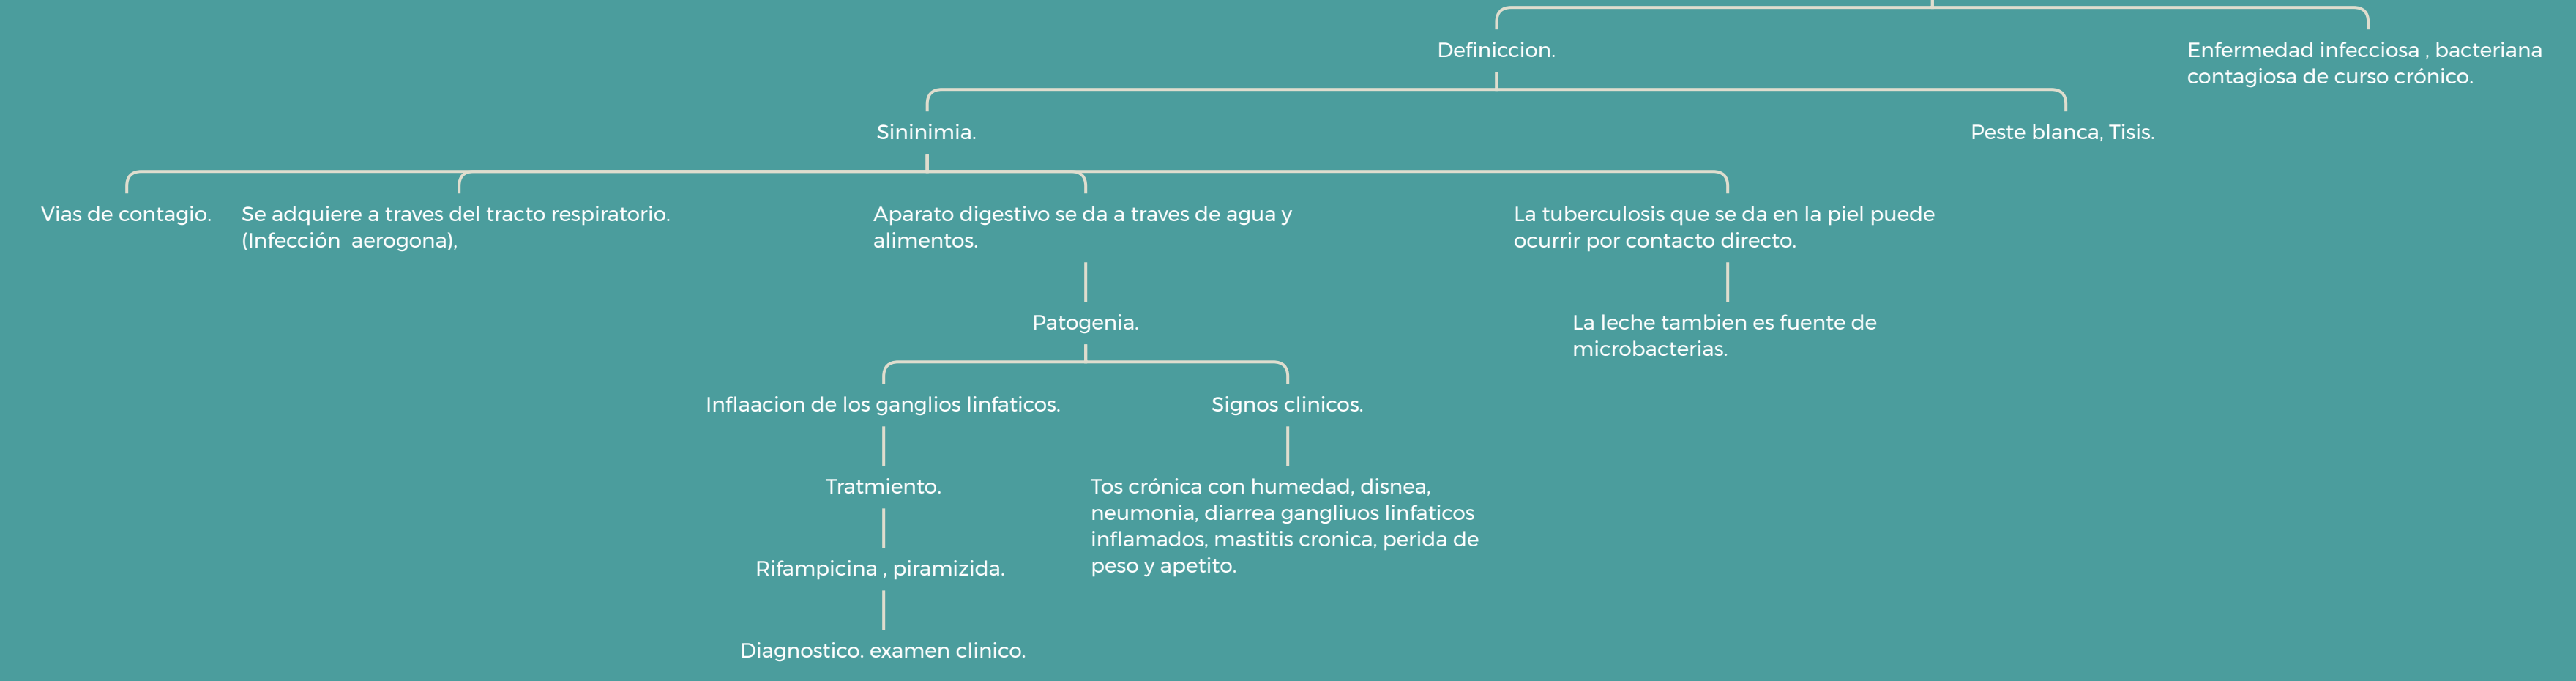 Definiccion.
Enfermedad infecciosa , bacteriana
contagiosa de curso crónico.
Sininimia.
Peste blanca, Tisis.
Vias de contagio.
Se adquiere a traves del tracto respiratorio.
(Infección  aerogona),
Aparato digestivo se da a traves de agua y
alimentos.
La tuberculosis que se da en la piel puede
ocurrir por contacto directo.
Patogenia.
La leche tambien es fuente de
microbacterias.
Inflaacion de los ganglios linfaticos.
Signos clinicos.
Tratmiento.
Tos crónica con humedad, disnea,
neumonia, diarrea gangliuos linfaticos
inflamados, mastitis cronica, perida de
peso y apetito.
Rifampicina , piramizida.
Diagnostico. examen clinico.